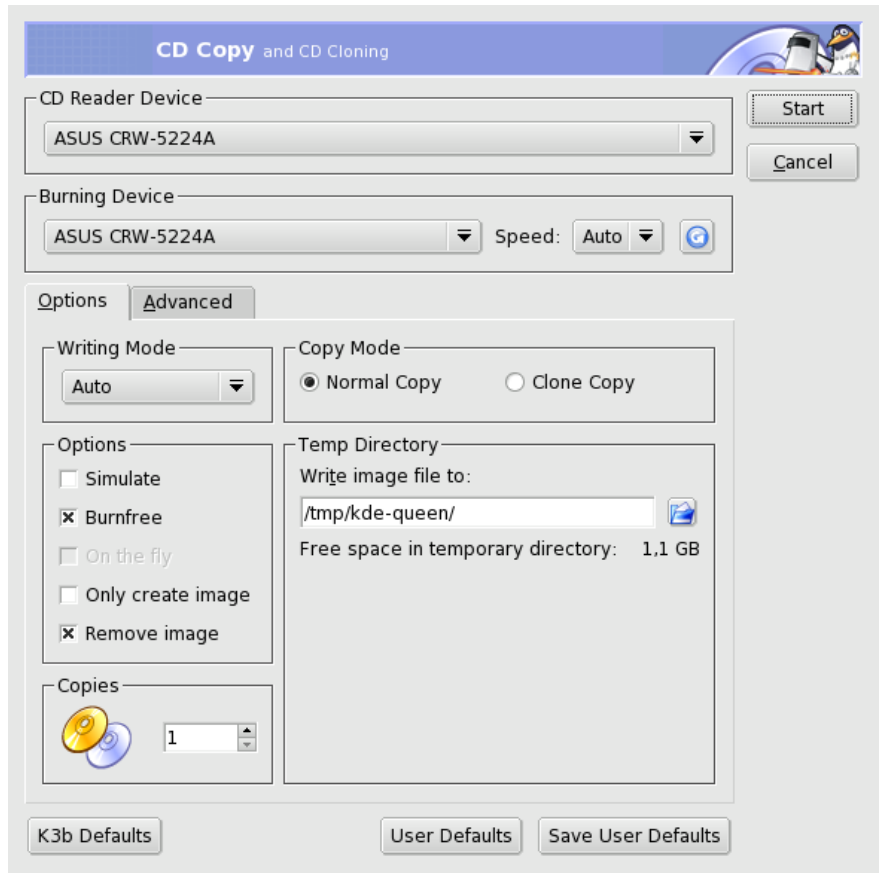 CD Copy and CD Cloning
CD Reader Device
ASUS CRW-5224A
Start
Cancel
Burning Device
ASUS CRW-5224A
Speed: Auto
Options
Advanced
Writing Mode
Auto
Copy Mode
Normal Copy
Clone Copy
Options
Simulate
Burnfree
On the fly
Only create image
Remove image
Temp Directory
Write image file to:
/tmp/kde-queen/
Free space in temporary directory: 1,1 GB
Copies
1
K3b Defaults
User Defaults
Save User Defaults